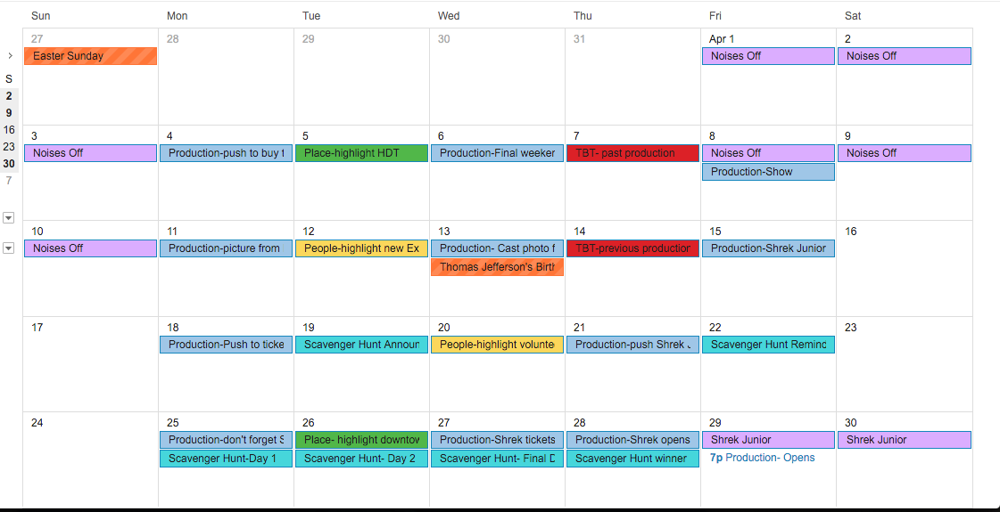 Sun Mon Tue Wed Thu Fri Sat
27 28 29 30 31 Apr 1 2
Easter Sunday Noises Off Noises Off
S
2
9
16
23
30
7
3 4 5 6 7 8 9
Noises Off Production-push to buy Place-highlight HDT Production-Final weeken TBT- past production Noises Off Noises Off
Production-Show
10 11 12 13 14 15 16
Noises Off Production-picture from People-highlight new Ex Production- Cast photo f TBT-previous production Production-Shrek Junior
Thomas Jefferson's Birth
17 18 19 20 21 22 23
Production-Push to ticke Scavenger Hunt Announ People-highlight volunte Production-push Shrek Scavenger Hunt Remind
24 25 26 27 28 29 30
Production-don't forget S Place- highlight downtow Production-Shrek tickets Production-Shrek opens Shrek Junior Shrek Junior
Scavenger Hunt-Day 1 Scavenger Hunt- Day 2 Scavenger Hunt- Final D Scavenger Hunt winner 7p Production- Opens